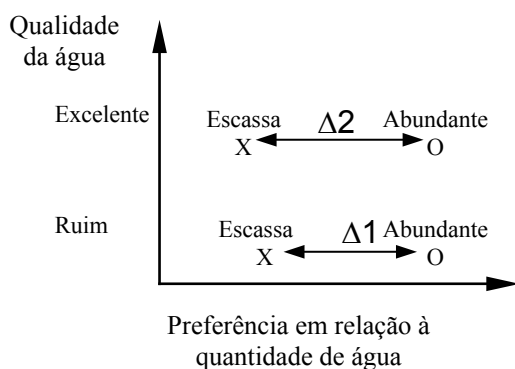 Qualidade
da água
Excelente
Escassa
Δ2
Abundante
X
O
Ruim
Escassa
Δ1
Abundante
X
O
Preferência em relação à
quantidade de água